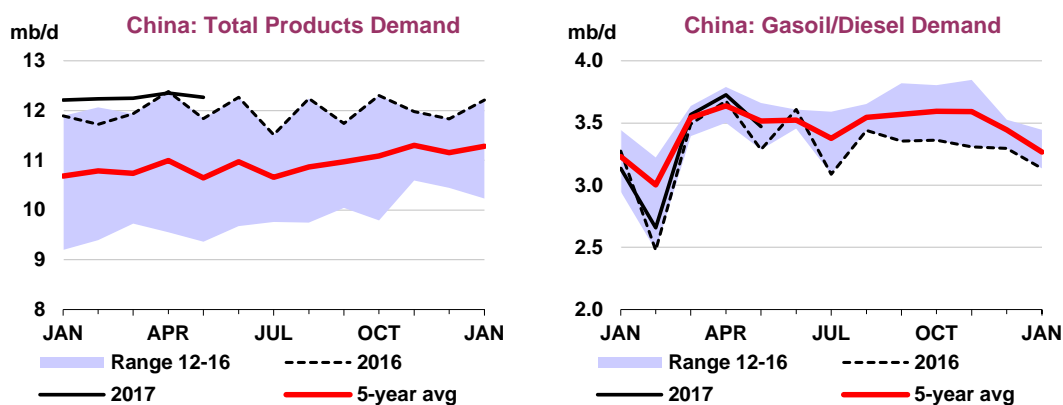 China: Total Products Demand
mb/d
13
12
11
10
9
8
JAN APR JUL OCT JAN
Range 12-16 2016
2017 5-year avg
China: Gasoil/Diesel Demand
mb/d
4.0
3.5
3.0
2.5
2.0
JAN APR JUL OCT JAN
Range 12-16 2016
2017 5-year avg